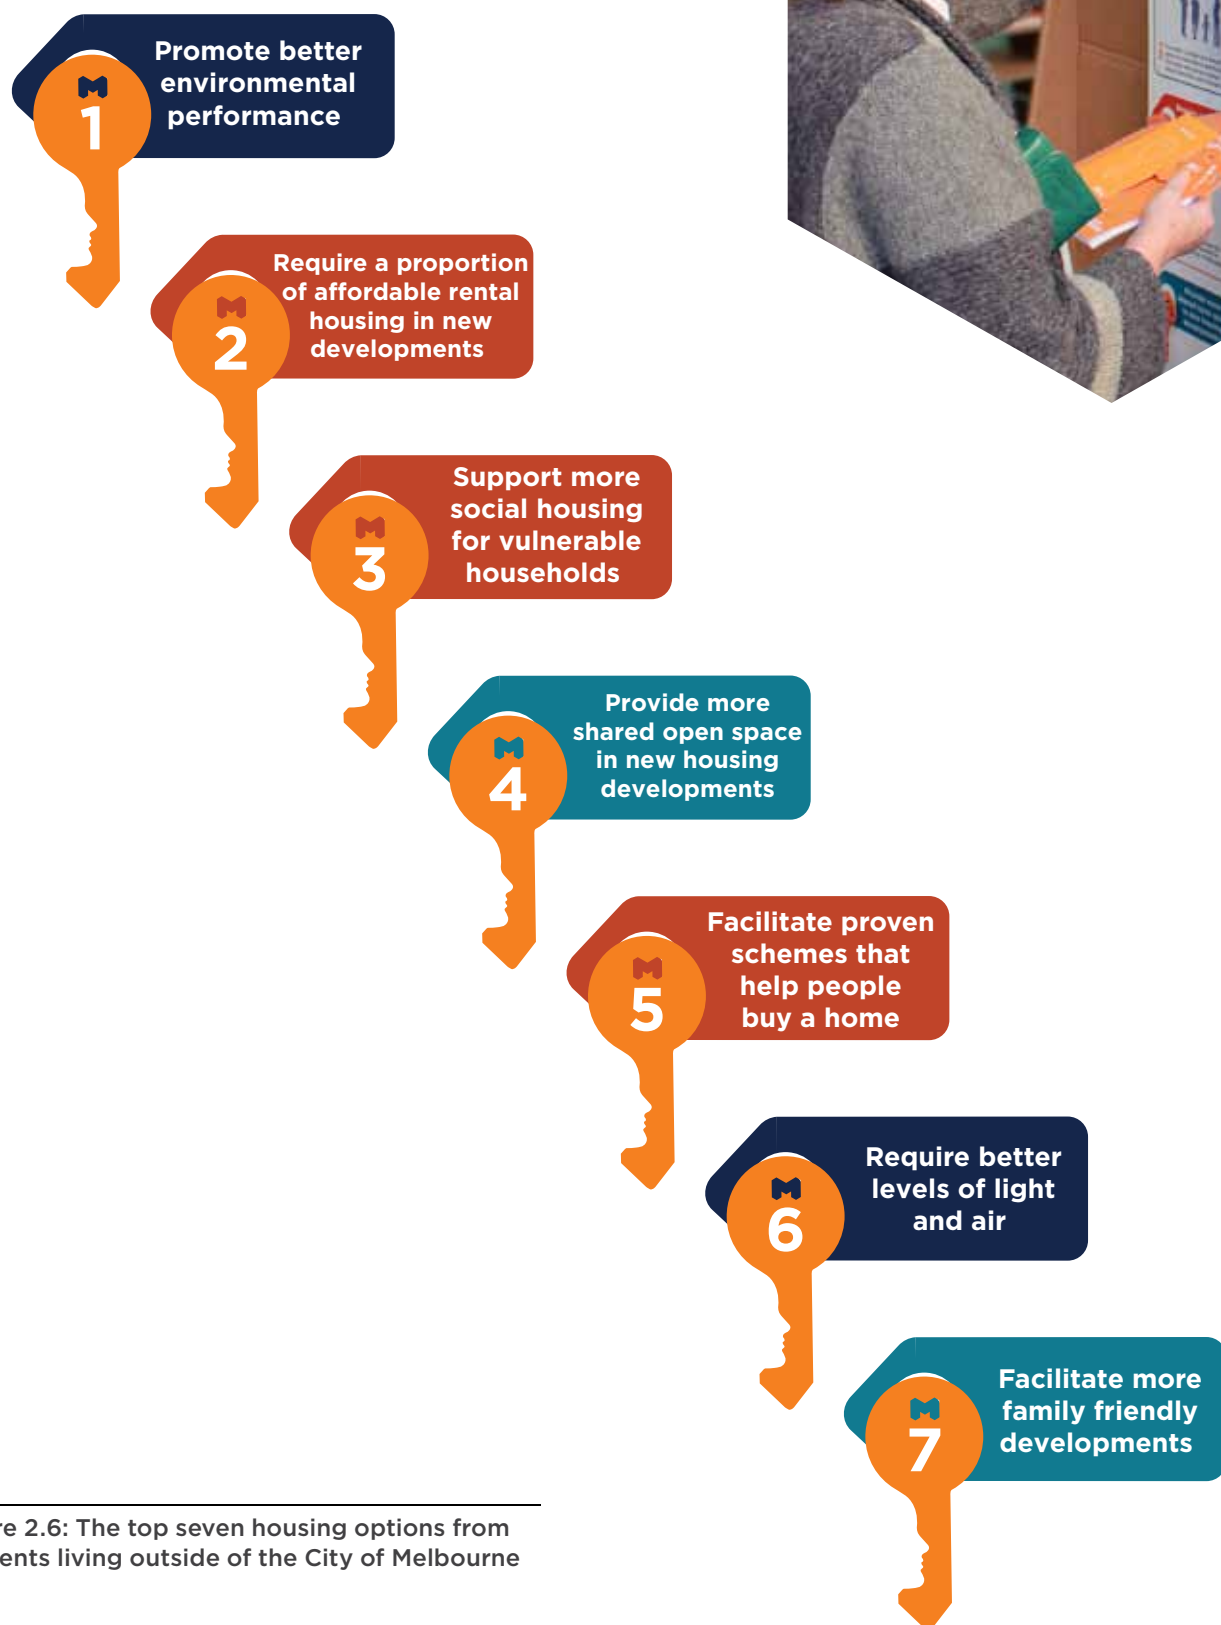 Promote better
environmental
performance
1
Require a proportion
of affordable rental
housing in new
developments
2
Support more
social housing
for vulnerable
households
3
Provide more
shared open space
in new housing
developments
4
Facilitate proven
schemes that
help people
buy a home
5
Require better
levels of light
and air
6
Facilitate more
family friendly
developments
7
re 2.6: The top seven housing options from
ents living outside of the City of Melbourne